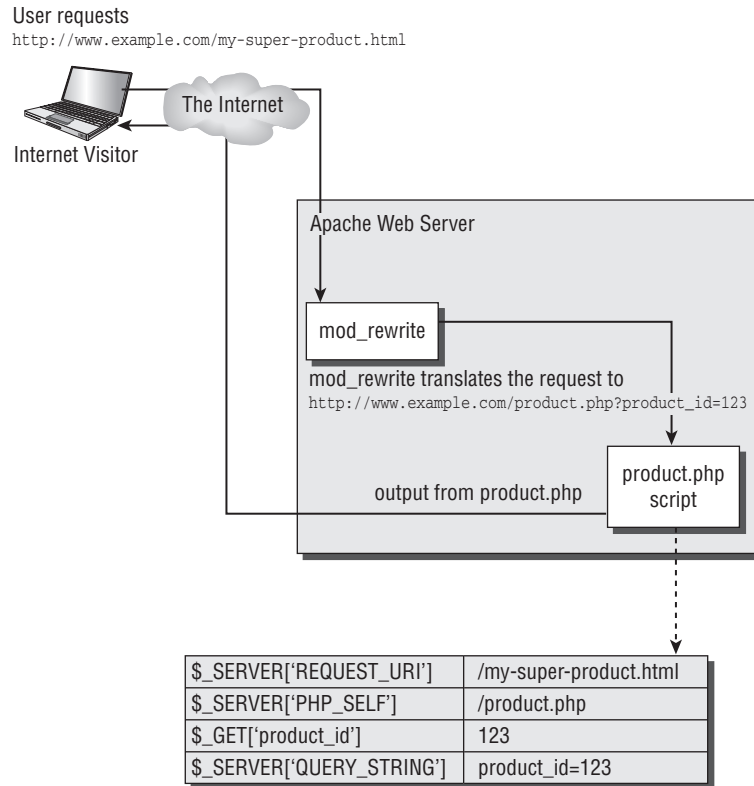 User requests
http://www.example.com/my-super-product.html
The Internet
Internet Visitor
Apache Web Server
mod_rewrite
mod_rewrite translates the request to
http://www.example.com/product.php?product_id=123
product.php
script
output from product.php
$_SERVER[‘REQUEST_URI’] /my-super-product.html
$_SERVER[‘PHP_SELF’] /product.php
$_GET[‘product_id’] 123
$_SERVER[‘QUERY_STRING’] product_id=123